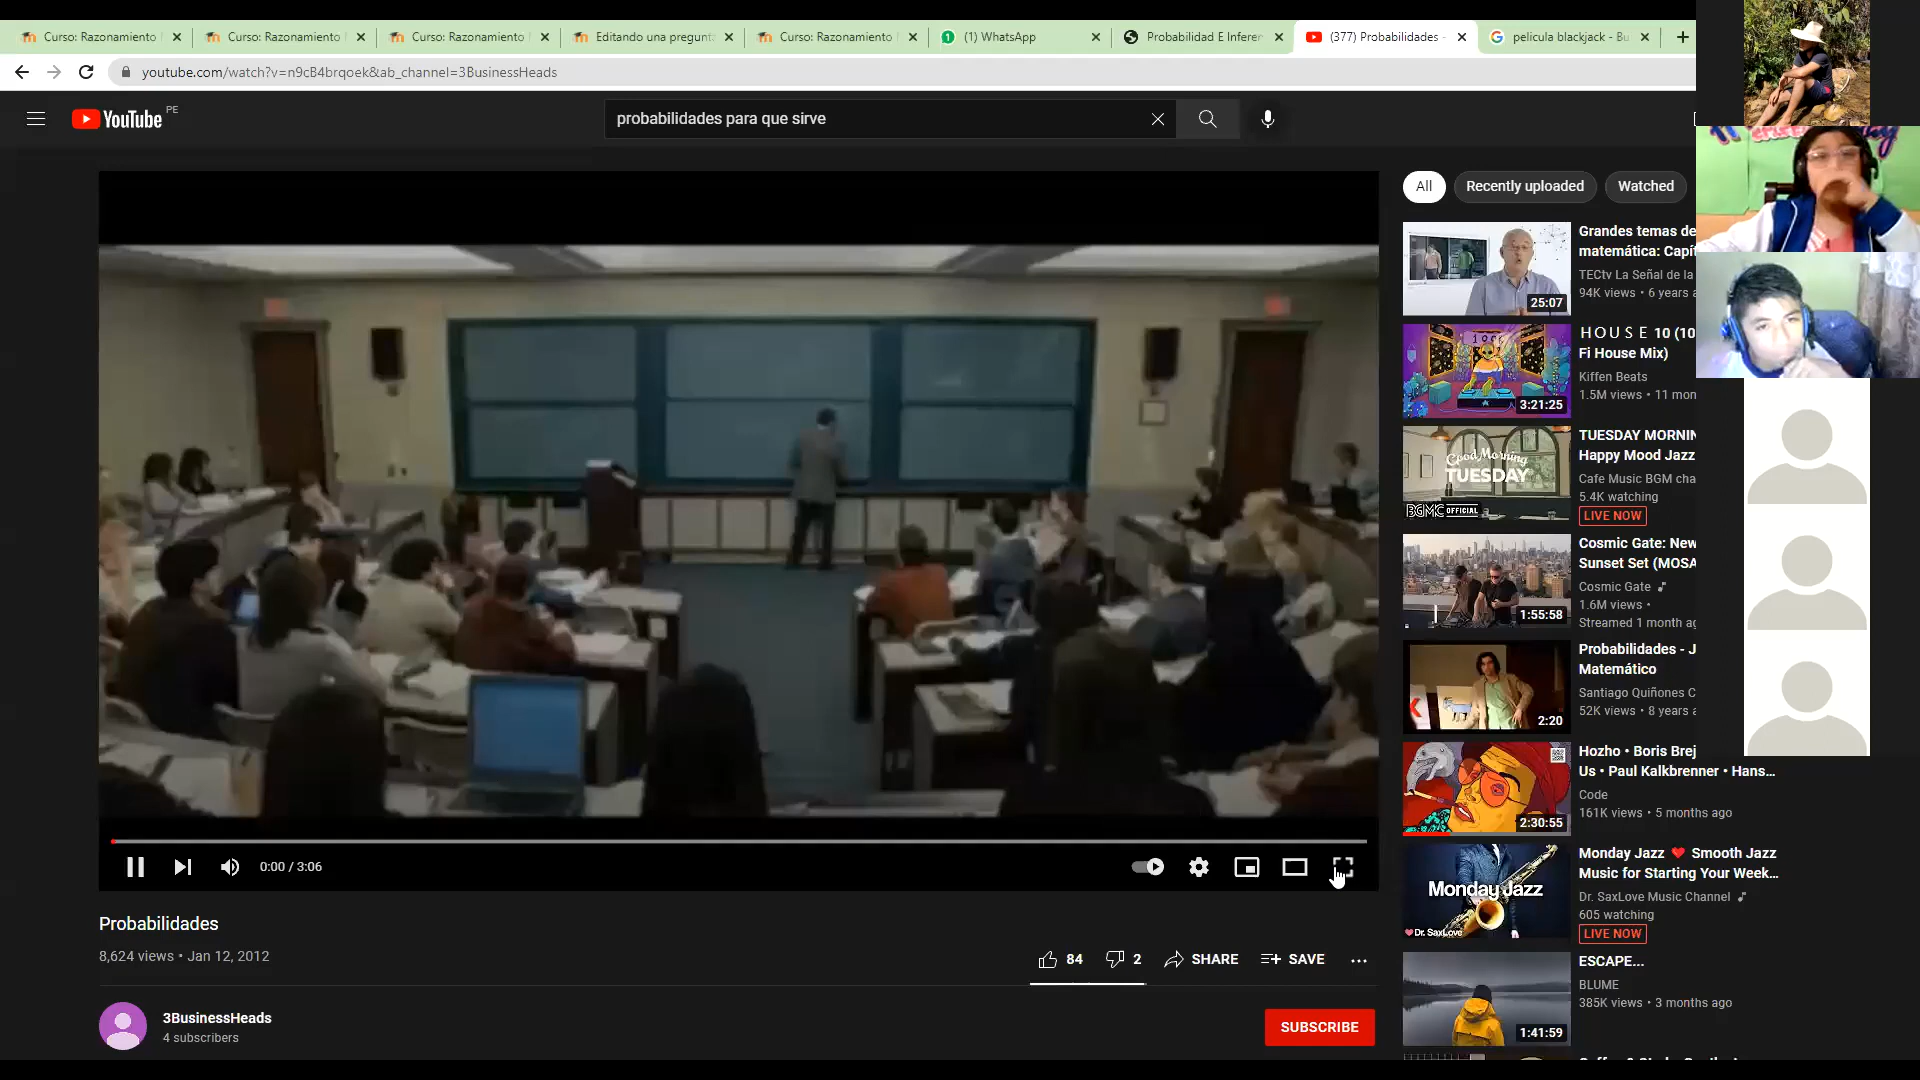 Curso: Razonamiento
Curso: Razonamiento
Curso: Razonamiento
Editando una pregunta
Curso: Razonamiento
(1) WhatsApp
Probabilidad E Inferen
(377) Probabilidades -
pelicula blackjack - Bu
youtube.com/watch?v=n9cB4brqoek&ab_channel=3BusinessHeads
YouTube PE
probabilidades para que sirve
All
Recently uploaded
Watched
Grandes temas de
matemática: Capí
TECtv La Señal de la
94K views • 6 years a
25:07
H O U S E 10 (10
Fi House Mix)
Kiffen Beats
1.5M views • 11 mon
3:21:25
TUESDAY MORNIN
Happy Mood Jazz
Cafe Music BGM cha
5.4K watching
LIVE NOW
Good Morning
TUESDAY
BGMC OFFICIAL
Cosmic Gate: New
Sunset Set (MOSA
Cosmic Gate
1.6M views •
Streamed 1 month ag
1:55:58
Probabilidades - J
Matemático
Santiago Quiñones C
52K views • 8 years a
2:20
Hozho • Boris Brej
Us • Paul Kalkbrenner • Hans...
Code
161K views • 5 months ago
2:30:55
Monday Jazz ❤️ Smooth Jazz
Music for Starting Your Week...
Dr. SaxLove Music Channel
605 watching
LIVE NOW
Monday Jazz
Dr. SaxLove
ESCAPE...
BLUME
385K views • 3 months ago
1:41:59
0:00 / 3:06
Probabilidades
8,624 views • Jan 12, 2012
84
2
SHARE
SAVE
3BusinessHeads
4 subscribers
SUBSCRIBE